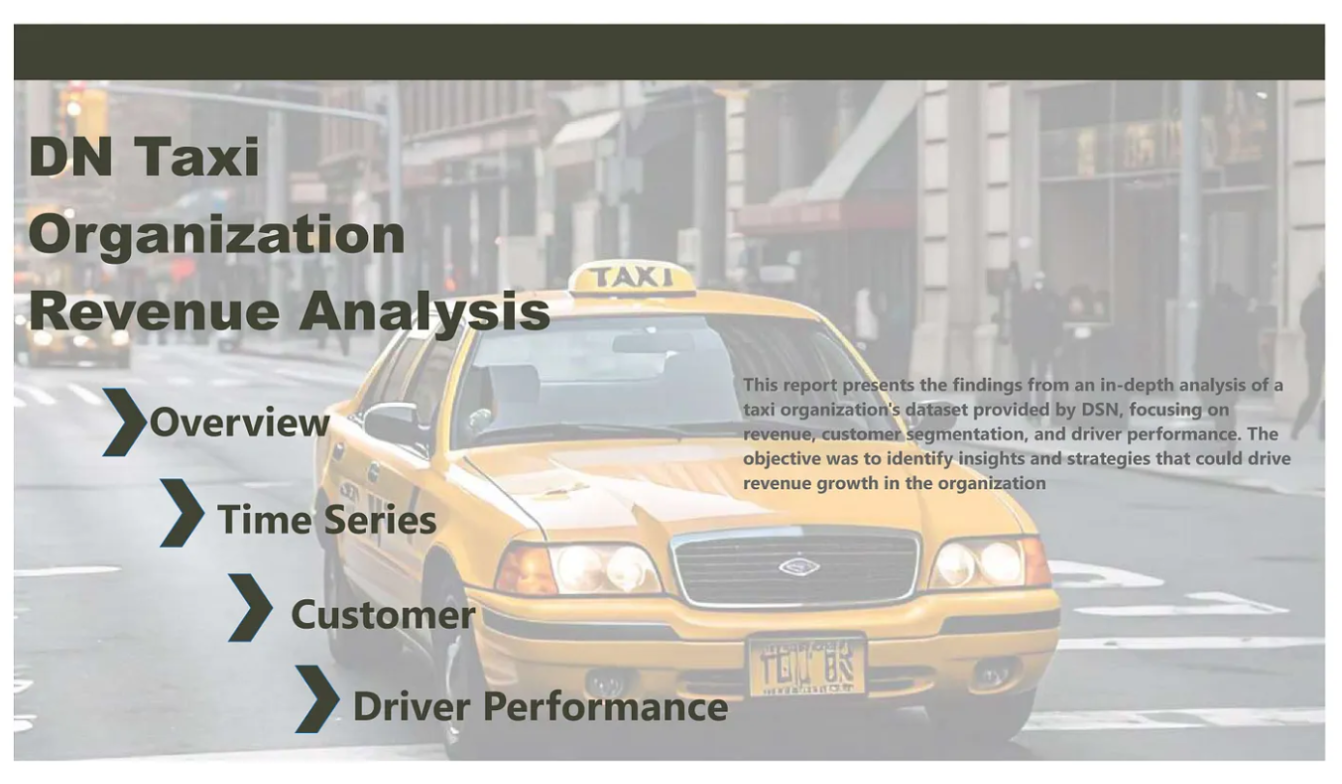 DN Taxi
Organization
Revenue Analysis
TAXI
This report presents the findings from an in-depth analysis of a
taxi organization's dataset provided by DSN, focusing on
revenue, customer segmentation, and driver performance. The
objective was to identify insights and strategies that could drive
revenue growth in the organization
Overview
Time Series
Customer
Driver Performance